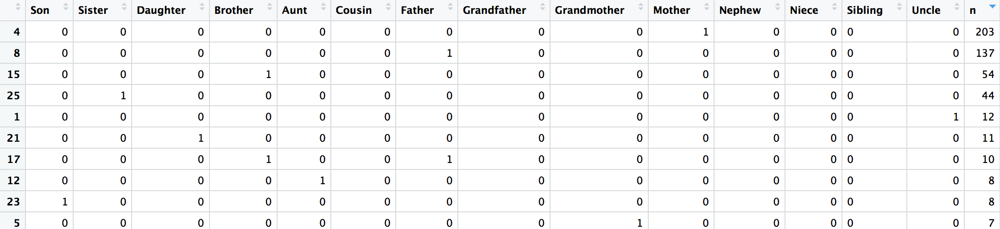 Son Sister Daughter Brother Aunt Cousin Father Grandfather Grandmother Mother Nephew Niece Sibling Uncle n
4 0 0 0 0 0 0 0 0 0 1 0 0 0 0 203
8 0 0 0 0 0 0 1 0 0 0 0 0 0 0 137
15 0 0 0 1 0 0 0 0 0 0 0 0 0 0 54
25 0 1 0 0 0 0 0 0 0 0 0 0 0 0 44
1 0 0 0 0 0 0 0 0 0 0 0 0 0 1 12
21 0 0 1 0 0 0 0 0 0 0 0 0 0 0 11
17 0 0 0 1 0 0 1 0 0 0 0 0 0 0 10
12 0 0 0 0 1 0 0 0 0 0 0 0 0 0 8
23 1 0 0 0 0 0 0 0 0 0 0 0 0 0 8
5 0 0 0 0 0 0 0 0 1 0 0 0 0 0 7